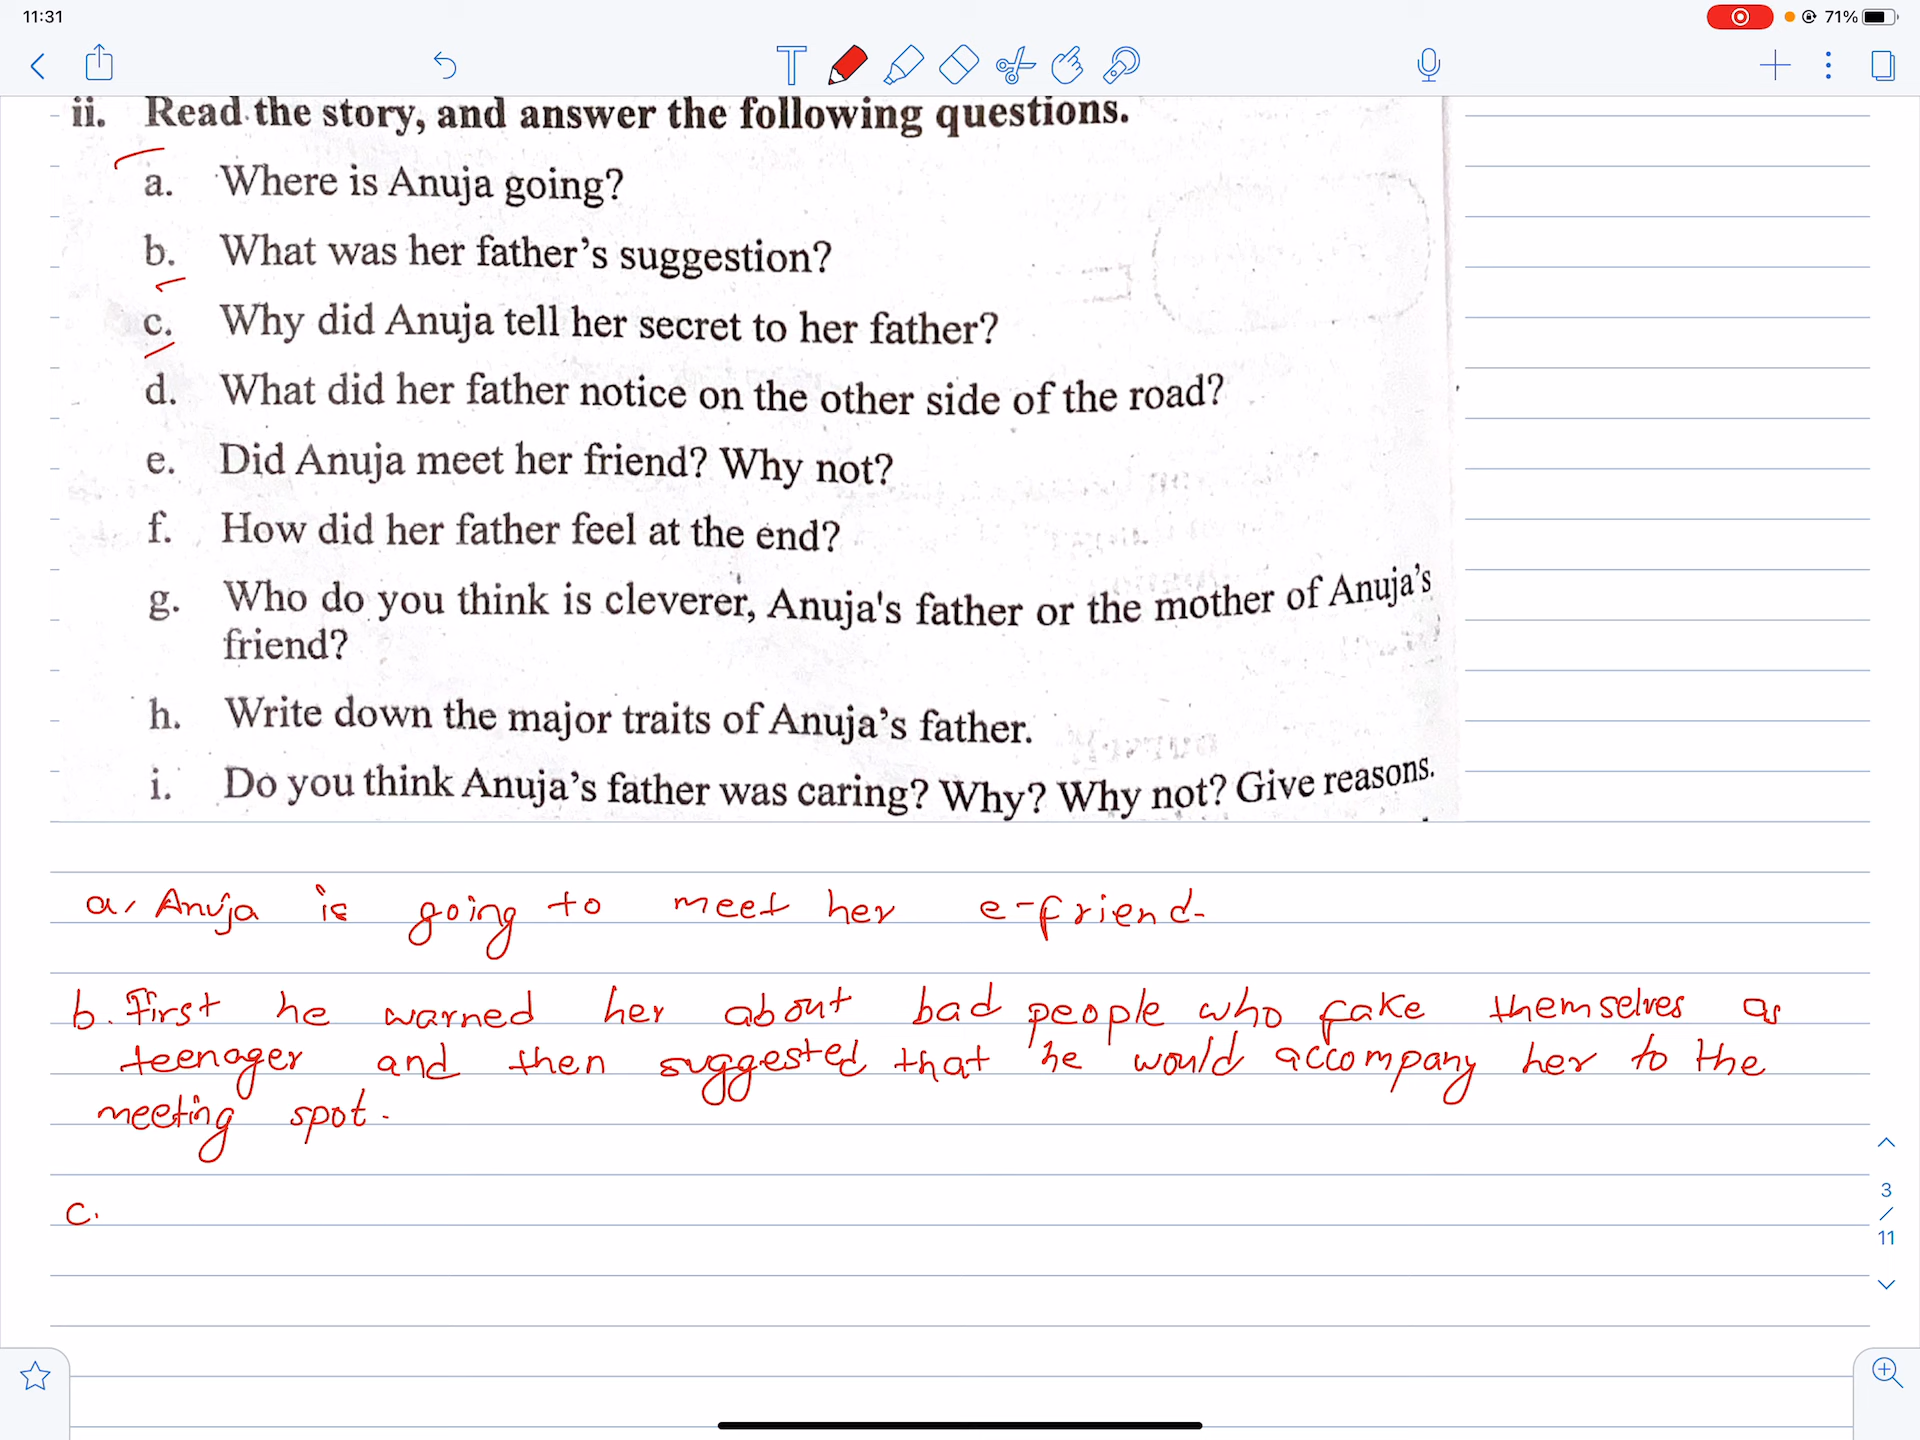 11:31
71%
T
ii. Read the story, and answer the following questions.
a. Where is Anuja going?
b. What was her father's suggestion?
c. Why did Anuja tell her secret to her father?
d. What did her father notice on the other side of the road?
e. Did Anuja meet her friend? Why not?
f. How did her father feel at the end?
g. Who do you think is cleverer, Anuja's father or the mother of Anuja's
friend?
h. Write down the major traits of Anuja's father.
i. Do you think Anuja's father was caring? Why? Why not? Give reasons.
a, Anuja is going to meet her e-friend-
b. First he warned her about bad people who fake themselves as
teenager and then suggested that he would accompany her to the
meeting spot.
c.
3
/
11